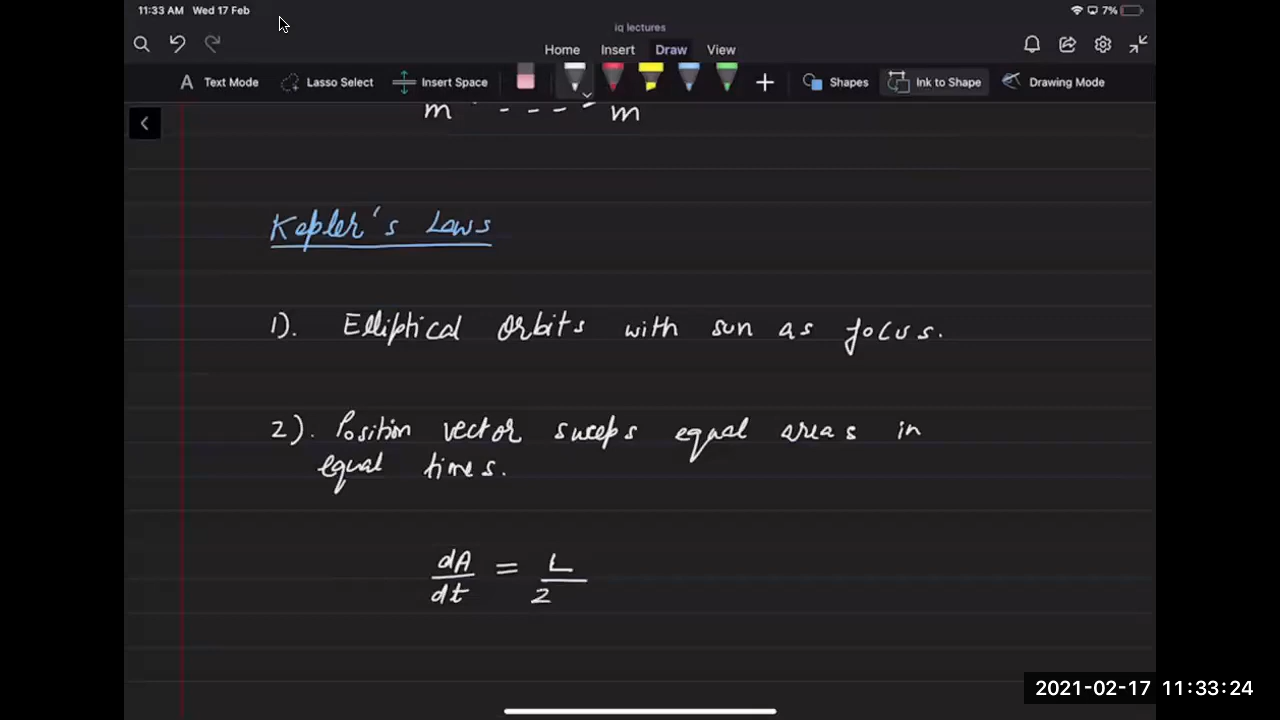 11:33 AM Wed 17 Feb
7%
iq lectures
Home Insert Draw View
Text Mode Lasso Select Insert Space Shapes Ink to Shape Drawing Mode
m - - - - m
Kepler's Laws
1). Elliptical orbits with sun as focus.
2). Position vector sweeps equal areas in
equal times.
dA/dt = L/2
2021-02-17 11:33:24